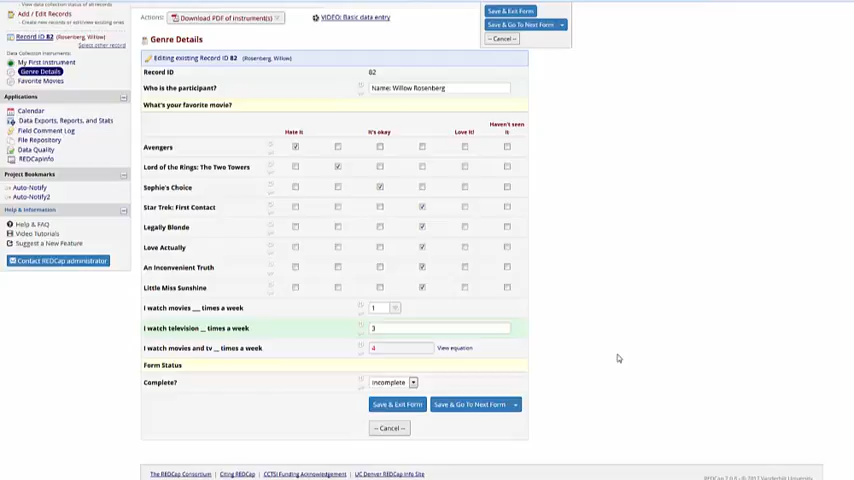 - View data collection status of all records
Add / Edit Records
- Create new records or edit/view existing ones
Record ID 82 (Rosenberg, Willow)
Select other record
Data Collection Instruments:
My First Instrument
Genre Details
Favorite Movies
Applications
Calendar
Data Exports, Reports, and Stats
Field Comment Log
File Repository
Data Quality
REDCapInfo
Project Bookmarks
Auto-Notify
Auto-Notify2
Help & Information
Help & FAQ
Video Tutorials
Suggest a New Feature
Contact REDCap administrator
Actions: Download PDF of instrument(s) VIDEO: Basic data entry
Save & Exit Form
Save & Go To Next Form
-- Cancel --
Genre Details
Editing existing Record ID 82 (Rosenberg, Willow)
Record ID 82
Who is the participant? Name: Willow Rosenberg
What's your favorite movie?
Hate it It's okay Love it! Haven't seen it
Avengers
Lord of the Rings: The Two Towers
Sophie's Choice
Star Trek: First Contact
Legally Blonde
Love Actually
An Inconvenient Truth
Little Miss Sunshine
I watch movies ___ times a week 1
I watch television __ times a week 3
I watch movies and tv __ times a week 4 View equation
Form Status
Complete? Incomplete
Save & Exit Form Save & Go To Next Form
-- Cancel --
The REDCap Consortium | Citing REDCap | CCTSI Funding Acknowledgement | UC Denver REDCap Info Site